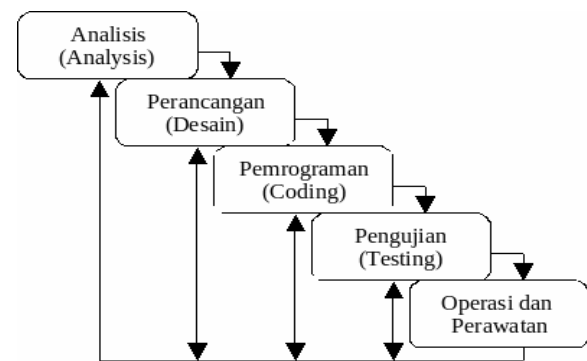 Analisis
(Analysis)
Perancangan
(Desain)
Pemrograman
(Coding)
Pengujian
(Testing)
Operasi dan
Perawatan